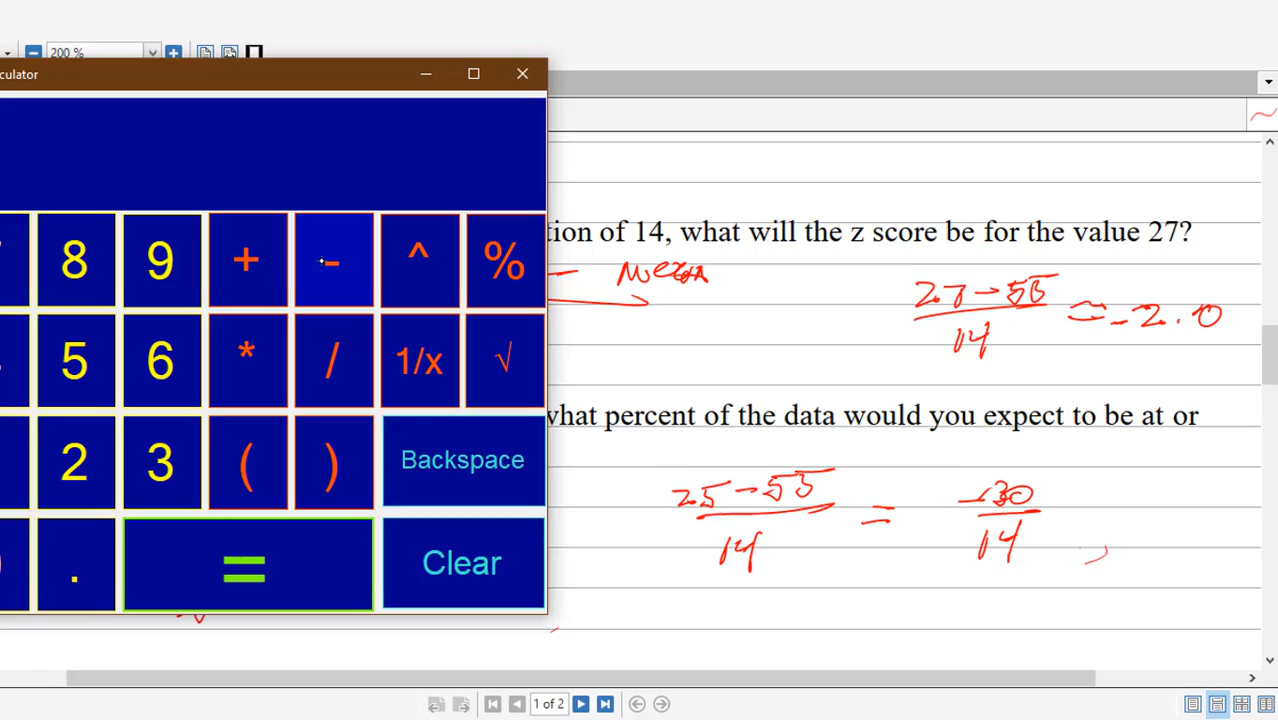 200 %
culator
8 9 + - ^ %
5 6 * / 1/x √
2 3 ( ) Backspace
. = Clear
tion of 14, what will the z score be for the value 27?
- Mean
27-55
14
≃ -2.0
what percent of the data would you expect to be at or
25-55
14
=
-30
14
1 of 2